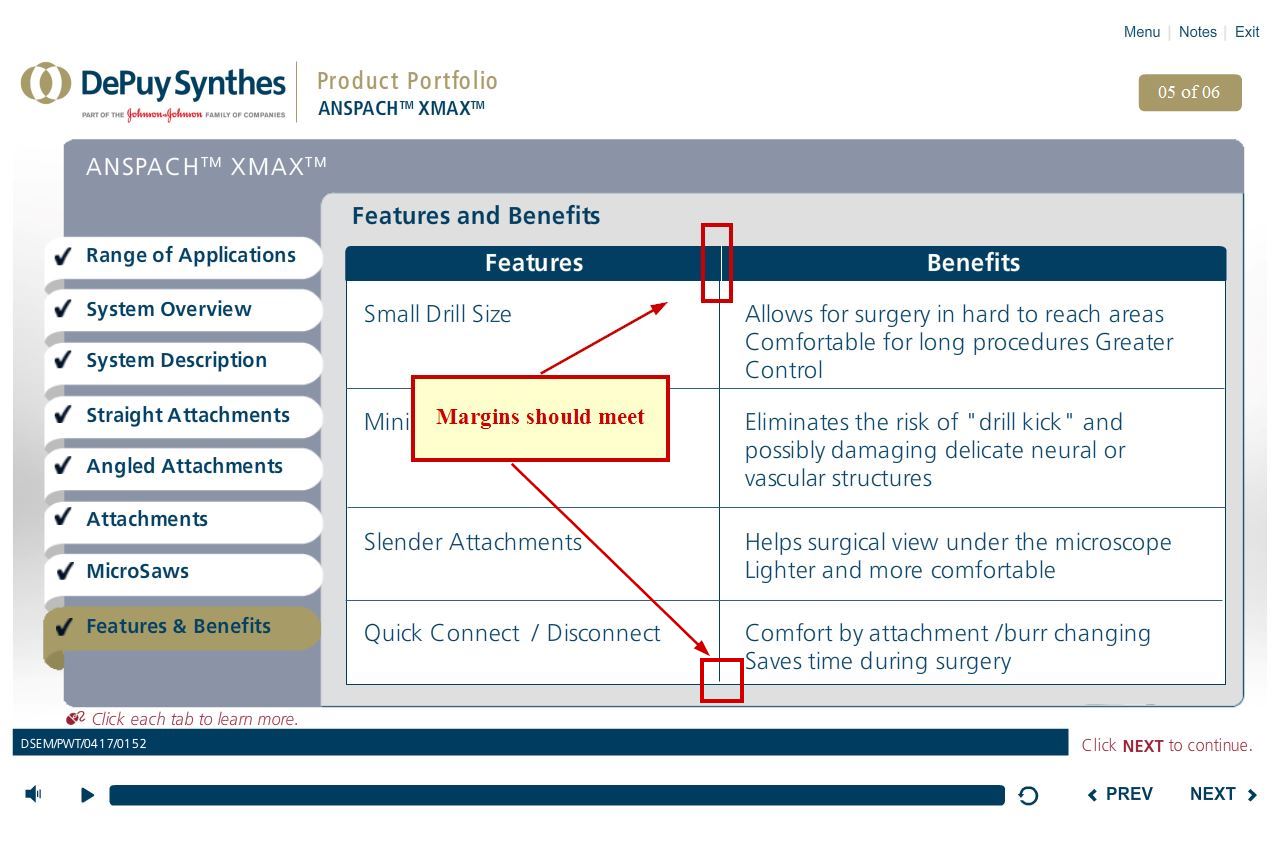 Menu | Notes | Exit
DePuy Synthes
PART OF THE Johnson & Johnson FAMILY OF COMPANIES
Product Portfolio
ANSPACH™ XMAX™
05 of 06
ANSPACH™ XMAX™
Range of Applications
System Overview
System Description
Straight Attachments
Angled Attachments
Attachments
MicroSaws
Features & Benefits
Features and Benefits
Features
Benefits
Small Drill Size
Allows for surgery in hard to reach areas
Comfortable for long procedures Greater
Control
Mini
Margins should meet
Eliminates the risk of "drill kick" and
possibly damaging delicate neural or
vascular structures
Slender Attachments
Helps surgical view under the microscope
Lighter and more comfortable
Quick Connect / Disconnect
Comfort by attachment /burr changing
Saves time during surgery
Click each tab to learn more.
DSEM/PWT/0417/0152
Click NEXT to continue.
PREV
NEXT